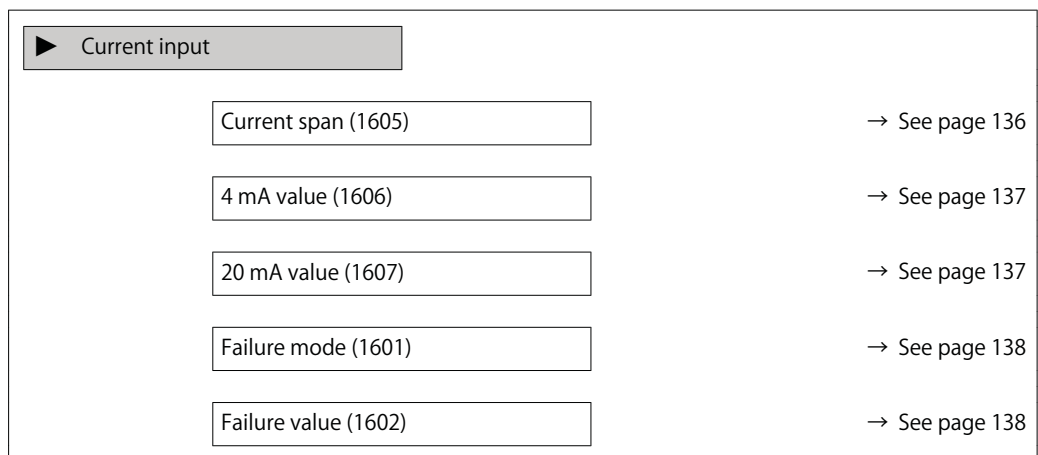 ► Current input
Current span (1605) → See page 136
4 mA value (1606) → See page 137
20 mA value (1607) → See page 137
Failure mode (1601) → See page 138
Failure value (1602) → See page 138